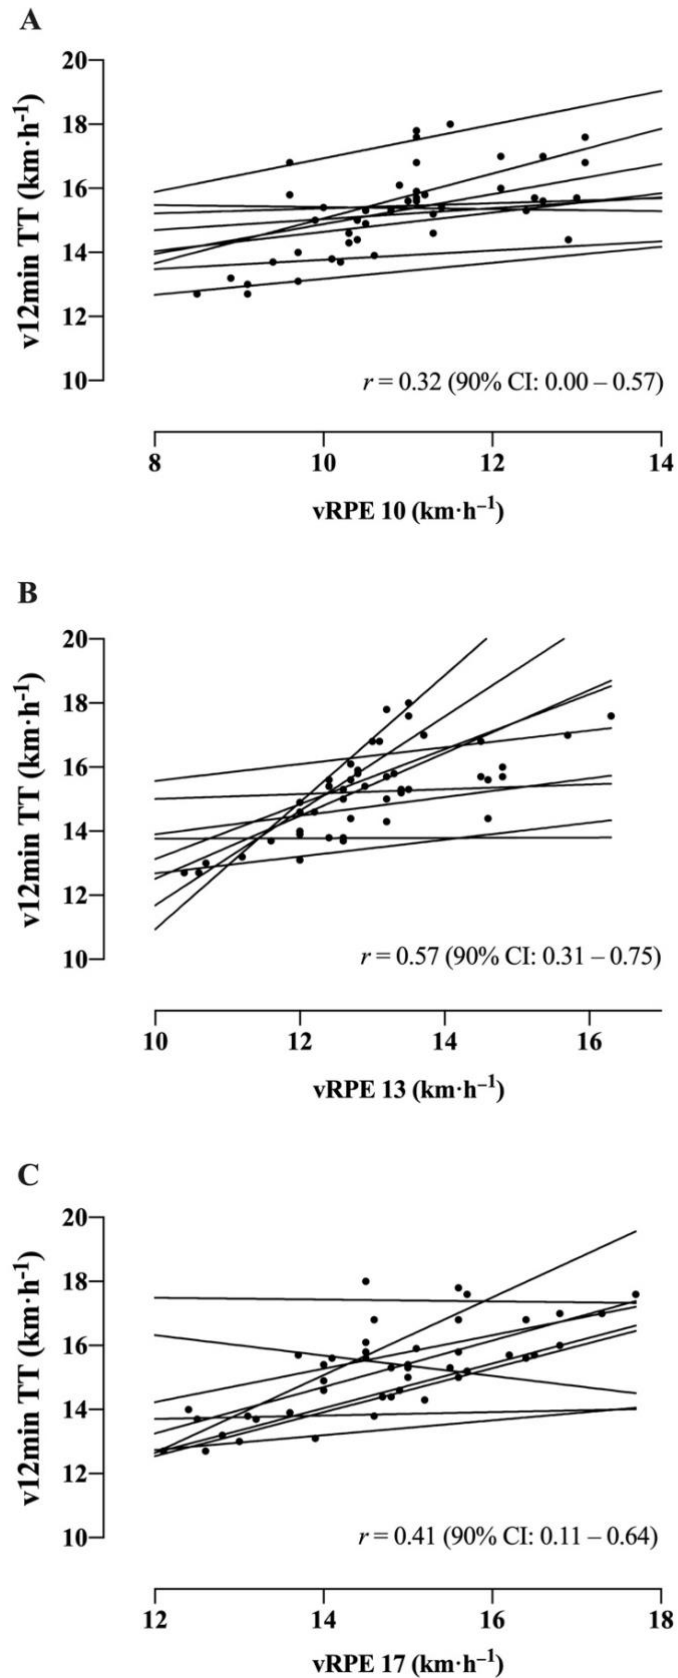 A
20
18
16
14
12
10
v12min TT (km·h⁻¹)
r = 0.32 (90% CI: 0.00 – 0.57)
8 10 12 14
vRPE 10 (km·h⁻¹)
B
20
18
16
14
12
10
v12min TT (km·h⁻¹)
r = 0.57 (90% CI: 0.31 – 0.75)
10 12 14 16
vRPE 13 (km·h⁻¹)
C
20
18
16
14
12
10
v12min TT (km·h⁻¹)
r = 0.41 (90% CI: 0.11 – 0.64)
12 14 16 18
vRPE 17 (km·h⁻¹)